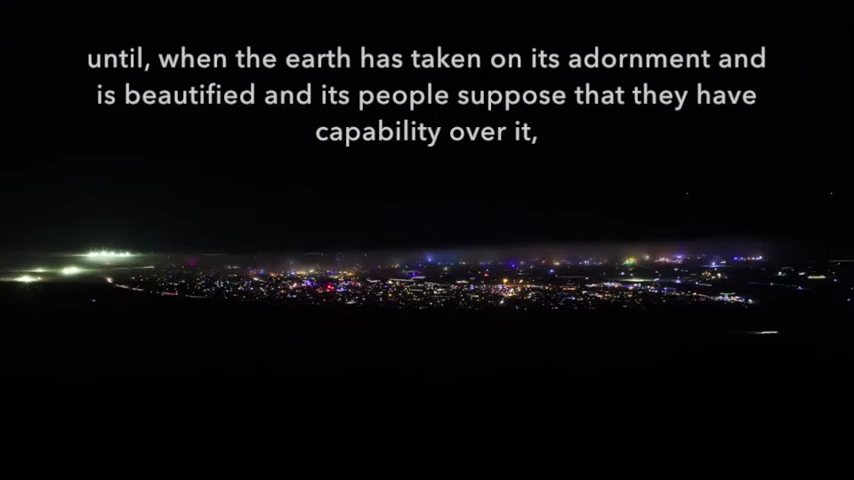 until, when the earth has taken on its adornment and
is beautified and its people suppose that they have
capability over it,